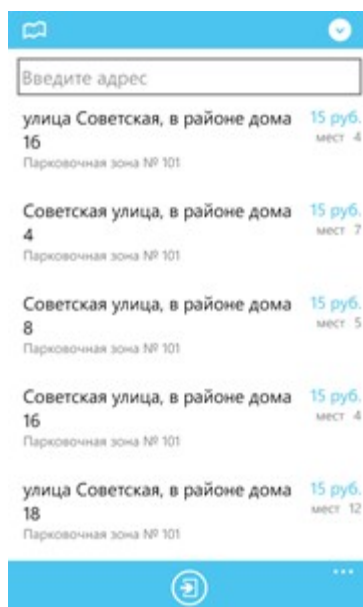 Введите адрес
улица Советская, в районе дома 15 руб.
16 мест 4
Парковочная зона № 101
Советская улица, в районе дома 15 руб.
4 мест 7
Парковочная зона № 101
Советская улица, в районе дома 15 руб.
8 мест 5
Парковочная зона № 101
Советская улица, в районе дома 15 руб.
16 мест 4
Парковочная зона № 101
улица Советская, в районе дома 15 руб.
18 мест 12
Парковочная зона № 101